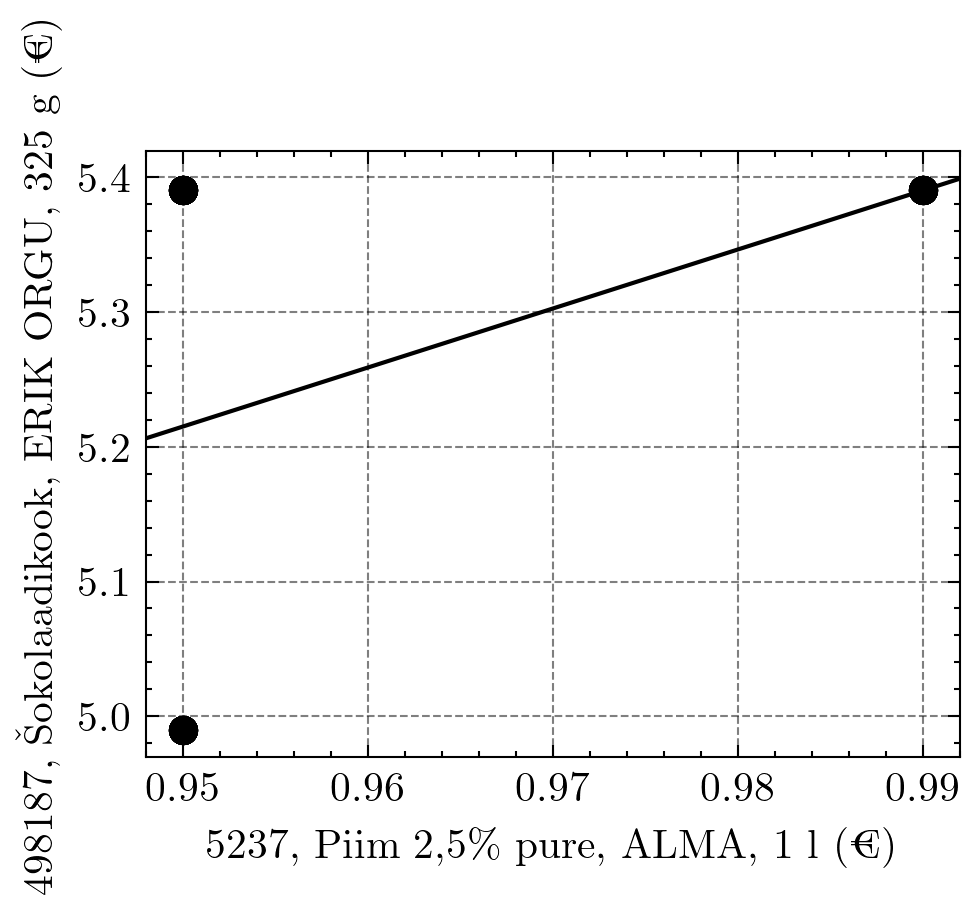 498187, Šokolaadikook, ERIK ORGU, 325 g (€)
5.4
5.3
5.2
5.1
5.0
0.95 0.96 0.97 0.98 0.99
5237, Piim 2,5% pure, ALMA, 1 l (€)